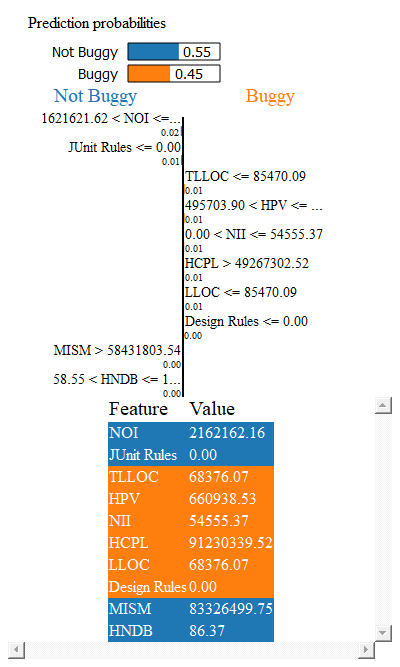 Prediction probabilities
Not Buggy 0.55
Buggy 0.45
Not Buggy Buggy
1621621.62 < NOI <=...
0.02
JUnit Rules <= 0.00
0.01
TLLOC <= 85470.09
0.01
495703.90 < HPV <= ...
0.01
0.00 < NII <= 54555.37
0.01
HCPL > 49267302.52
0.01
LLOC <= 85470.09
0.01
Design Rules <= 0.00
0.00
MISM > 58431803.54
0.00
58.55 < HNDB <= 1...
0.00
Feature Value
NOI 2162162.16
JUnit Rules 0.00
TLLOC 68376.07
HPV 660938.53
NII 54555.37
HCPL 91230339.52
LLOC 68376.07
Design Rules 0.00
MISM 83326499.75
HNDB 86.37